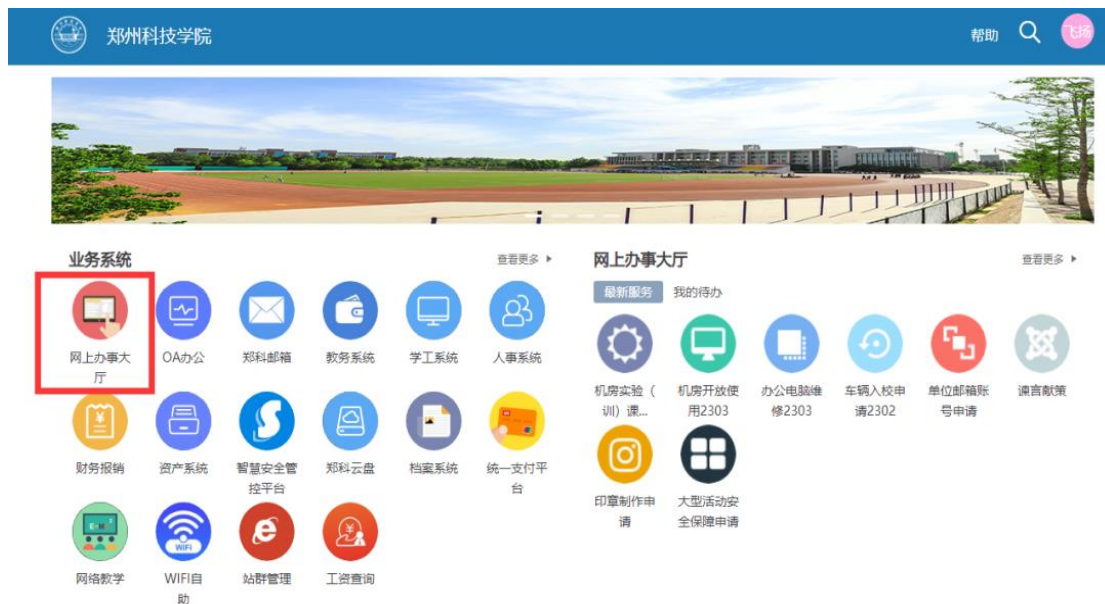 郑州科技学院
帮助
飞扬
业务系统
查看更多
网上办事大
厅
OA办公
郑科邮箱
教务系统
学工系统
人事系统
财务报销
资产系统
智慧安全管
控平台
郑科云盘
档案系统
统一支付平
台
网络教学
WIFI
WIFI自
助
站群管理
工资查询
网上办事大厅
查看更多
最新服务
我的待办
机房实验(
训)课...
机房开放使
用2303
办公电脑维
修2303
车辆入校申
请2302
单位邮箱账
号申请
谏言献策
印章制作申
请
大型活动安
全保障申请